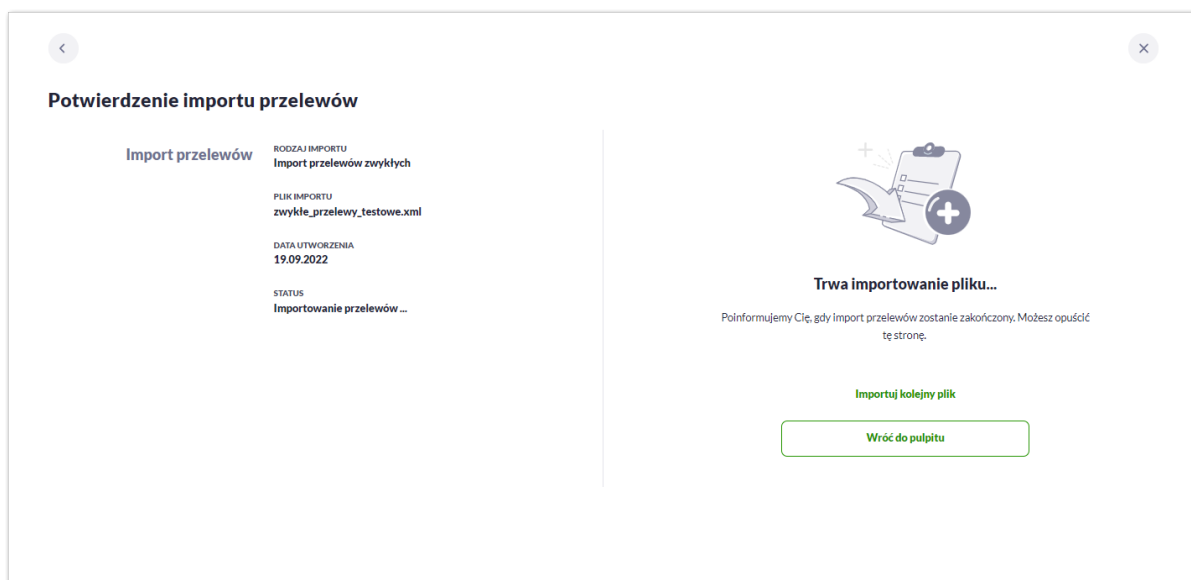 Potwierdzenie importu przelewów
Import przelewów
RODZAJ IMPORTU
Import przelewów zwykłych
PLIK IMPORTU
zwykłe_przelewy_testowe.xml
DATA UTWORZENIA
19.09.2022
STATUS
Importowanie przelewów ...
Trwa importowanie pliku...
Poinformujemy Cię, gdy import przelewów zostanie zakończony. Możesz opuścić
tę stronę.
Importuj kolejny plik
Wróć do pulpitu